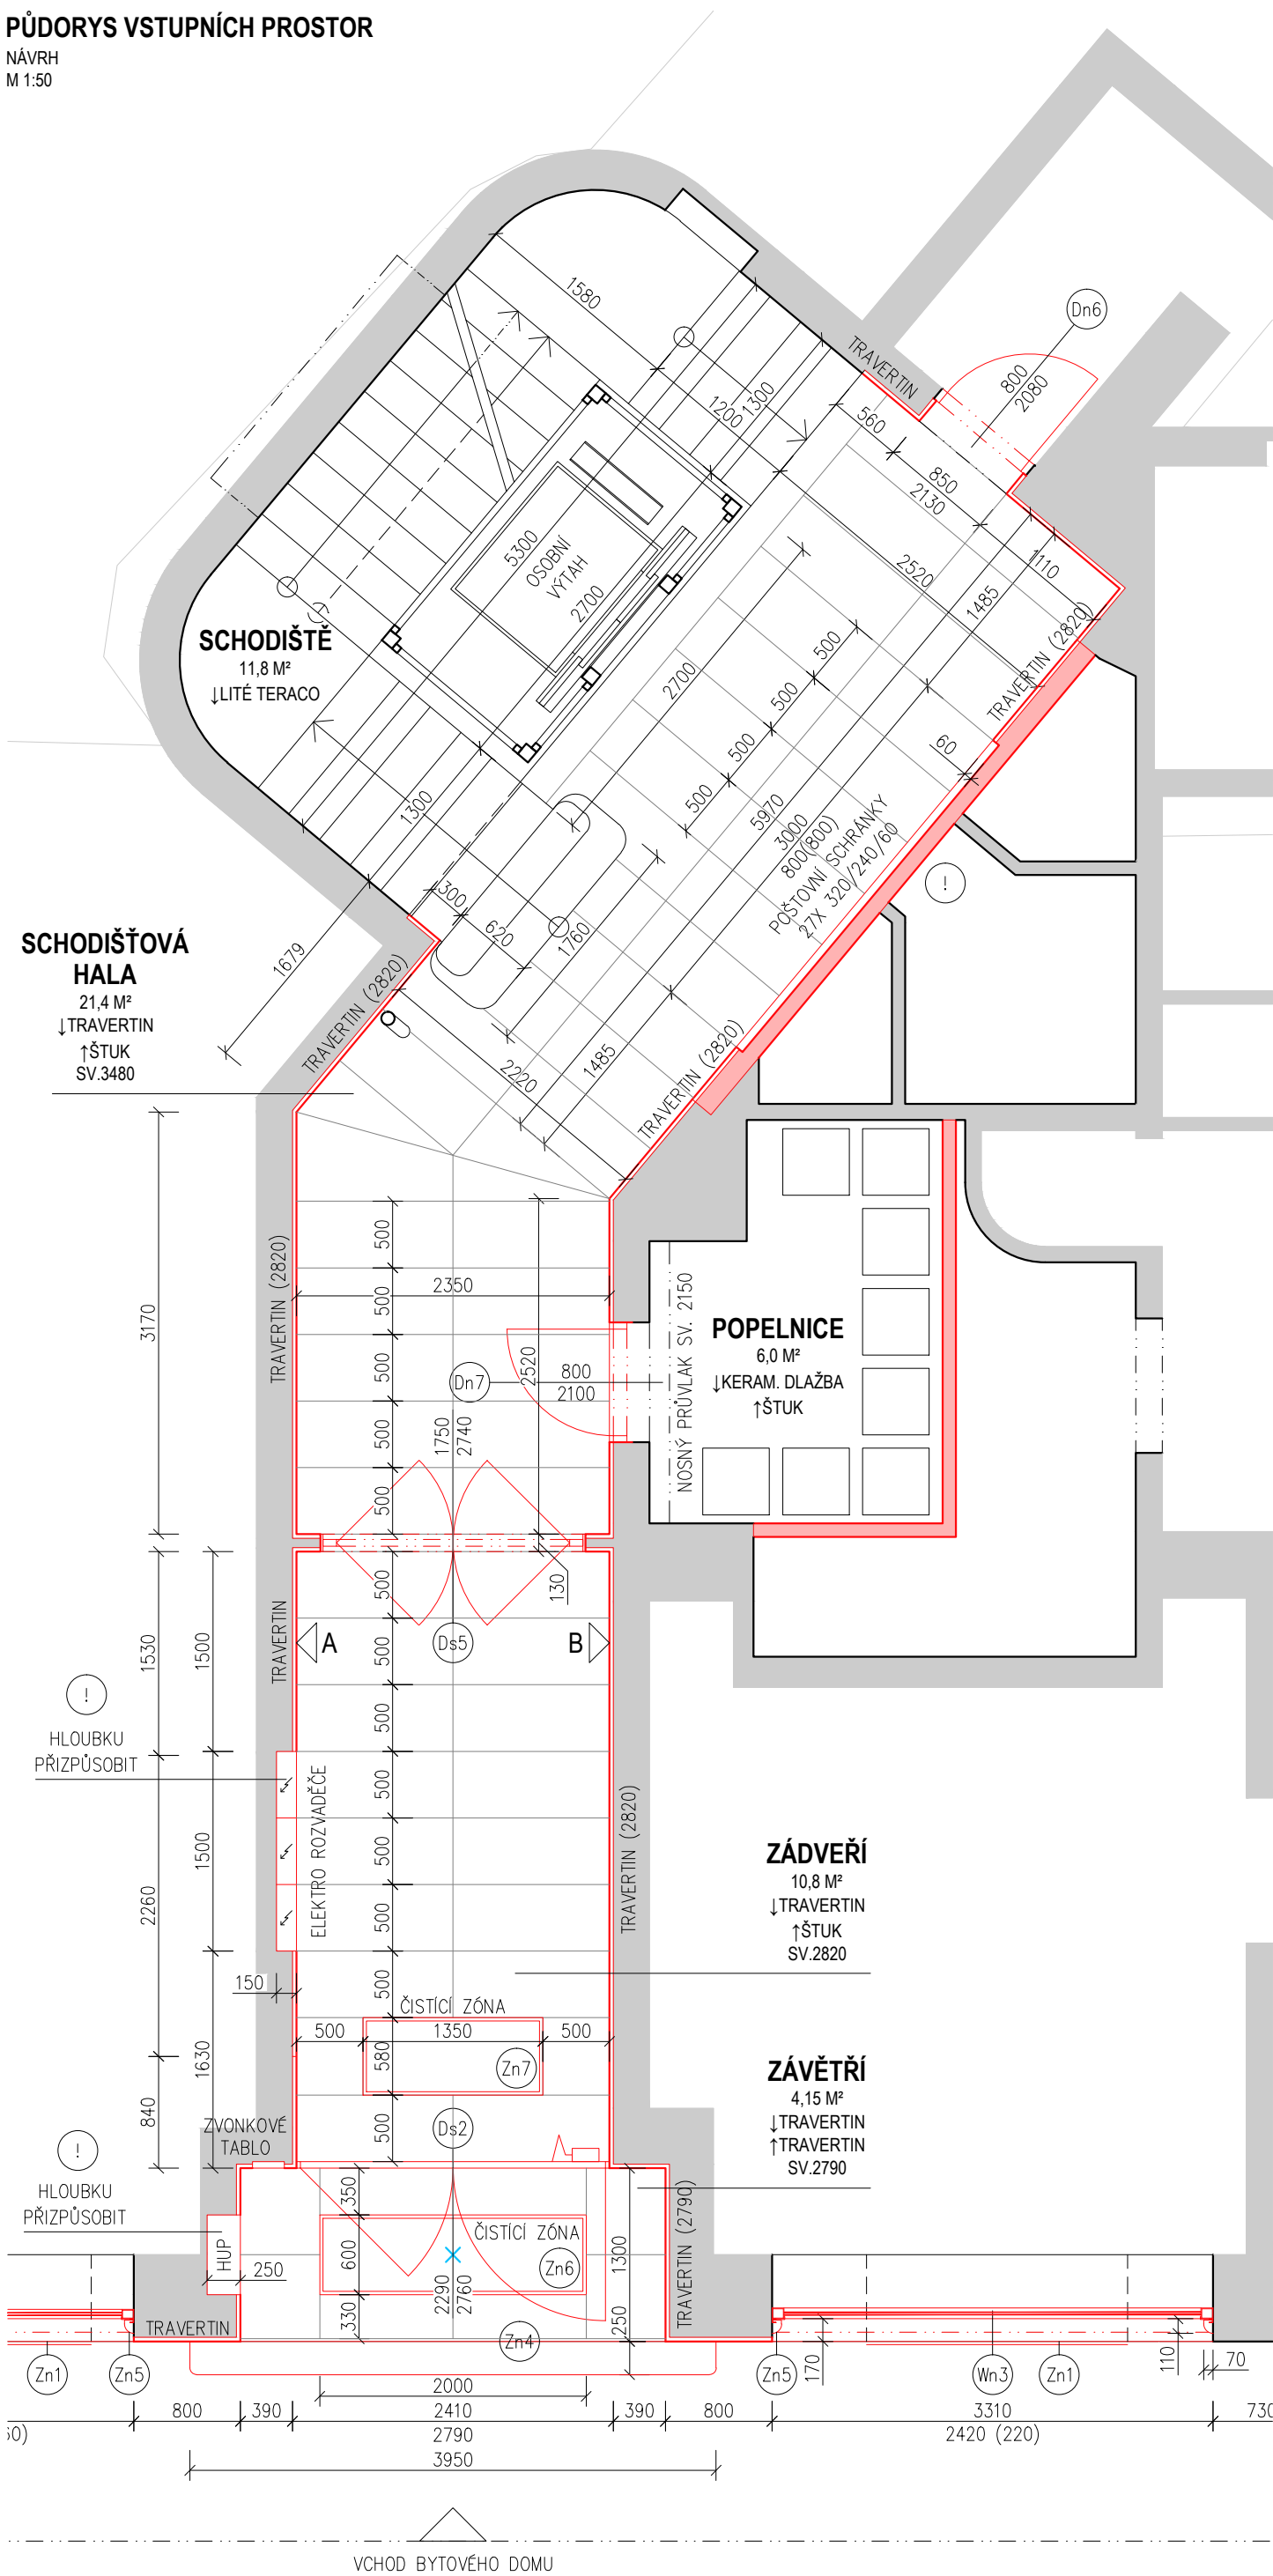 PŮDORYS VSTUPNÍCH PROSTOR
NÁVRH
M 1:50
Dn6
800
2080
TRAVERTIN
1580
1200
1300
560
850
2130
1110
2520
1485
5300
OSOBNÍ
VÝTAH
2700
SCHODIŠTĚ
11,8 M²
↓LITÉ TERACO
2700
500
500
500
500
TRAVERTIN (2820)
60
5970
3000
800(800)
POŠTOVNÍ SCHRÁNKY
27X 320/240/60
!
1300
300
620
1760
1679
SCHODIŠŤOVÁ
HALA
21,4 M²
↓TRAVERTIN
↑ŠTUK
SV.3480
TRAVERTIN (2820)
2220
1485
TRAVERTIN (2820)
3170
TRAVERTIN (2820)
500
500
500
500
500
2350
2520
Dn7
800
2100
1750
2740
NOSNÝ PRŮVLAK SV. 2150
POPELNICE
6,0 M²
↓KERAM. DLAŽBA
↑ŠTUK
130
A
Ds5
B
1530
1500
TRAVERTIN
500
500
500
500
500
500
500
!
HLOUBKU
PŘIZPŮSOBIT
ELEKTRO ROZVADĚČE
2260
1500
TRAVERTIN (2820)
ZÁDVEŘÍ
10,8 M²
↓TRAVERTIN
↑ŠTUK
SV.2820
150
ČISTÍCÍ ZÓNA
500
1350
500
580
Zn7
1630
840
500
Ds2
ZVONKOVÉ
TABLO
ZÁVĚTŘÍ
4,15 M²
↓TRAVERTIN
↑TRAVERTIN
SV.2790
!
HLOUBKU
PŘIZPŮSOBIT
HUP
250
350
600
330
ČISTÍCÍ ZÓNA
Zn6
2290
2760
1300
250
TRAVERTIN (2790)
TRAVERTIN
Zn4
Zn1
Zn5
Zn5
170
Wn3
Zn1
110
70
2000
800
390
2410
390
800
3310
730
2790
2420 (220)
3950
VCHOD BYTOVÉHO DOMU